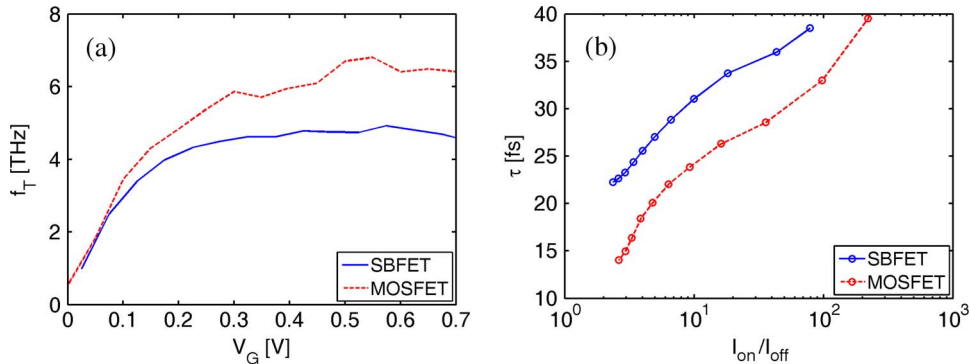 (a)
f_T [THz]
8
6
4
2
0
0 0.1 0.2 0.3 0.4 0.5 0.6 0.7
V_G [V]
SBFET
MOSFET
(b)
τ [fs]
40
35
30
25
20
15
10
10^0 10^1 10^2 10^3
I_on/I_off
SBFET
MOSFET